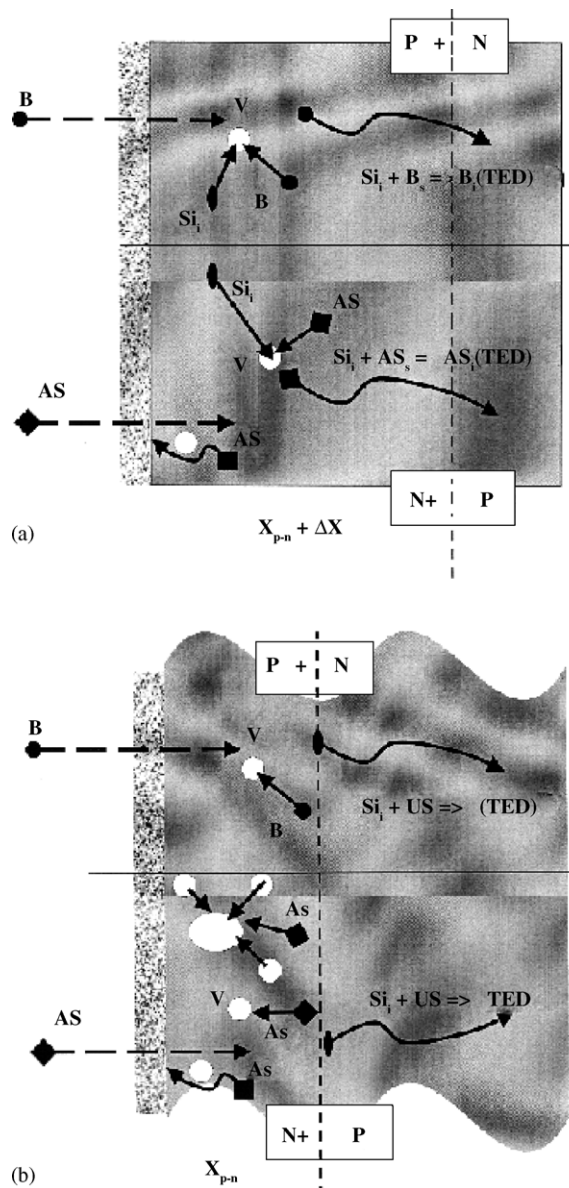 P + N
B
V
Si_i + B_s = > B_i (TED)
Si_i
B
Si_i
AS
V
Si_i + AS_s = AS_i (TED)
AS
AS
N+ P
(a)
X_p-n + ΔX
P + N
B
V
Si_i + US => (TED)
B
As
Si_i + US => TED
V
AS
As
As
N+ P
(b)
X_p-n